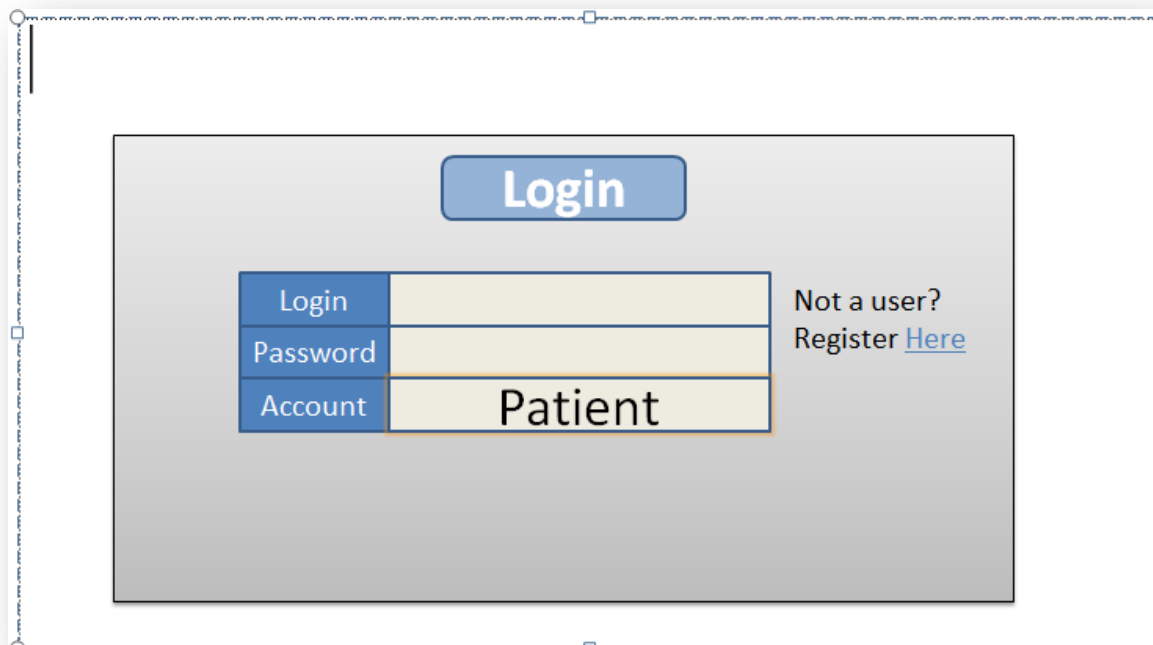 Login
Login
Password
Account
Patient
Not a user?
Register Here